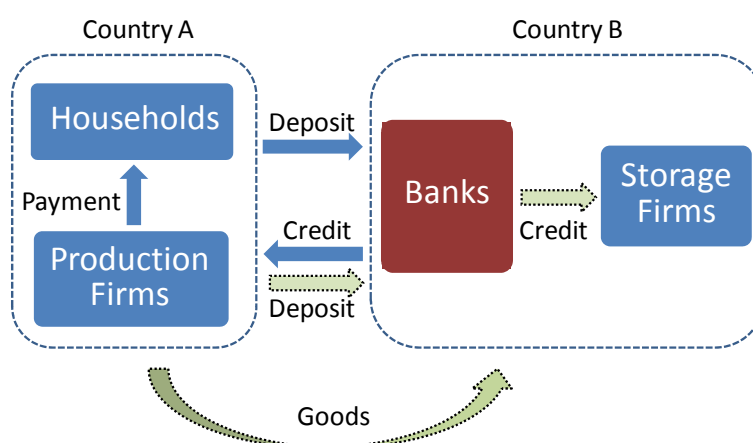 Country A
Country B
Households
Deposit
Payment
Banks
Storage
Firms
Credit
Credit
Production
Firms
Deposit
Goods